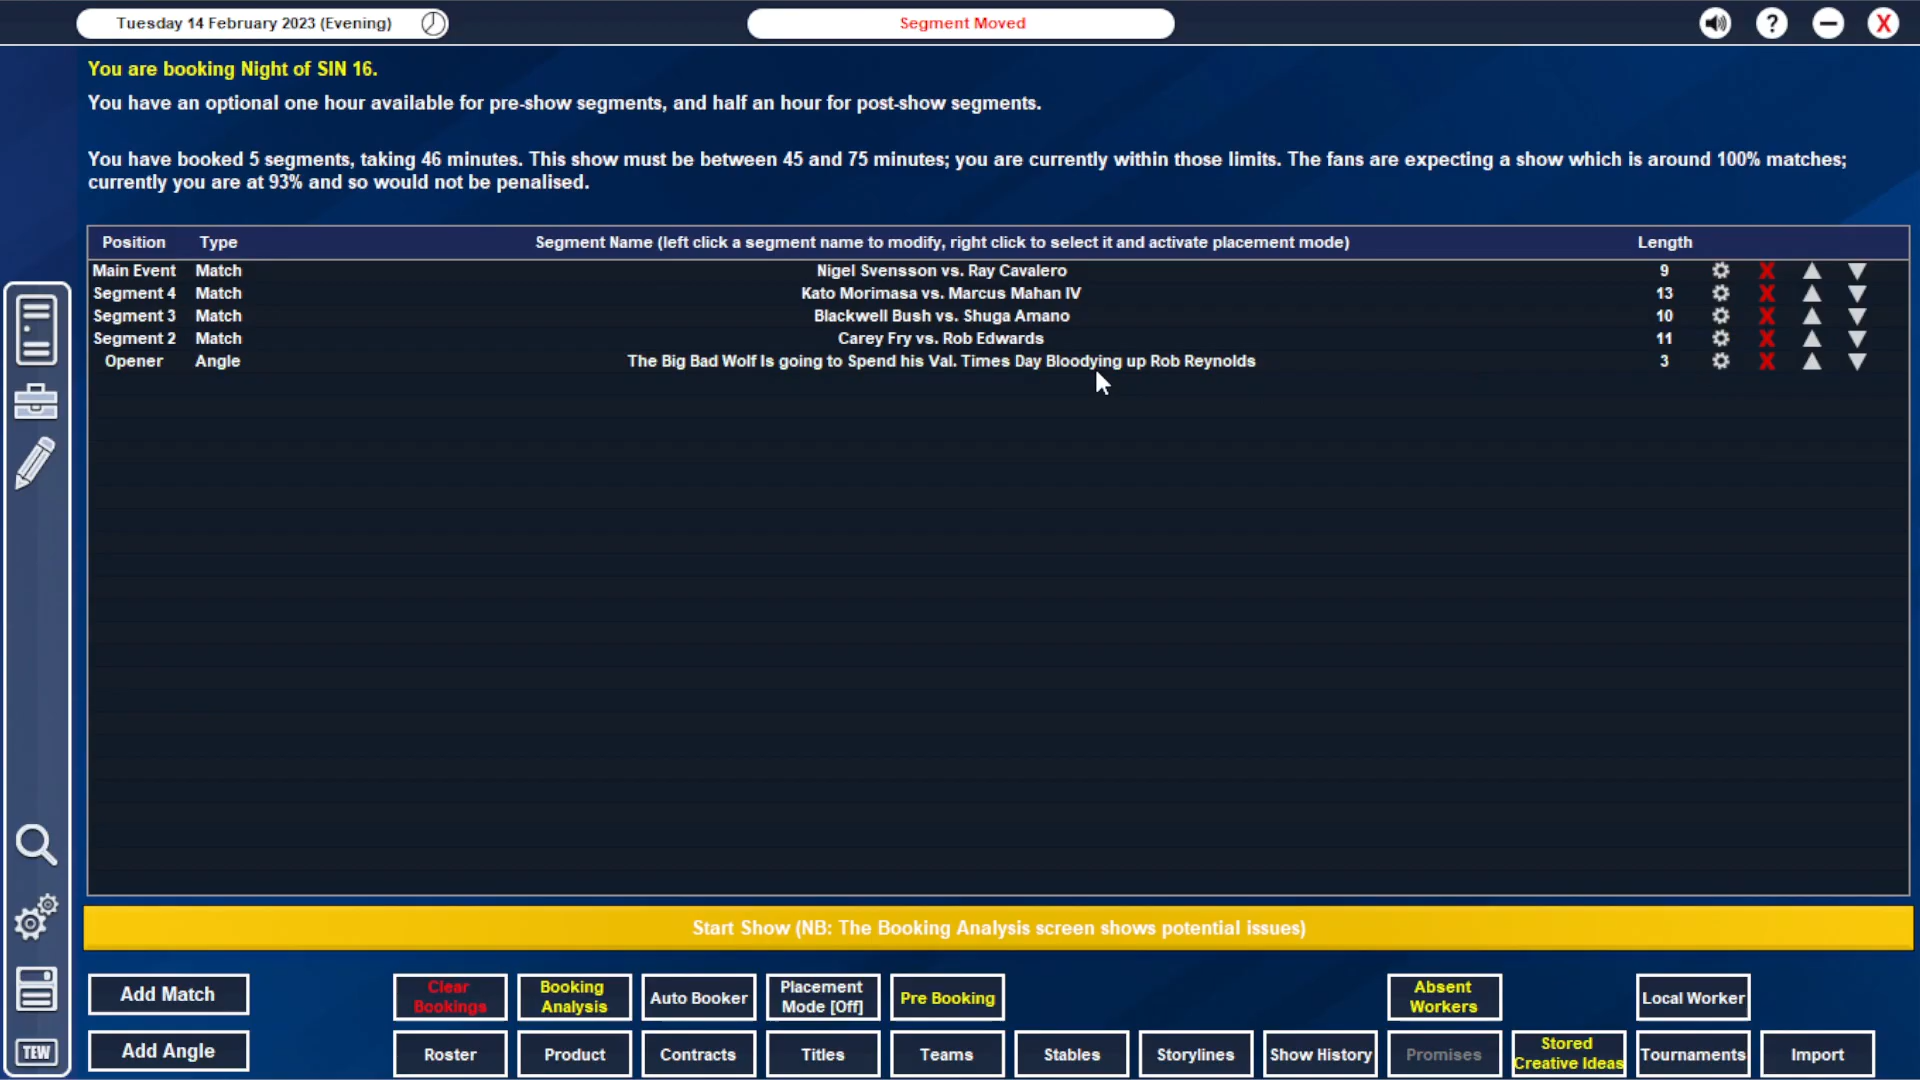 Tuesday 14 February 2023 (Evening)
Segment Moved
?
X
You are booking Night of SIN 16.
You have an optional one hour available for pre-show segments, and half an hour for post-show segments.
You have booked 5 segments, taking 46 minutes. This show must be between 45 and 75 minutes; you are currently within those limits. The fans are expecting a show which is around 100% matches;
currently you are at 93% and so would not be penalised.
Position Type Segment Name (left click a segment name to modify, right click to select it and activate placement mode) Length
Main Event Match Nigel Svensson vs. Ray Cavalero 9 X
Segment 4 Match Kato Morimasa vs. Marcus Mahan IV 13 X
Segment 3 Match Blackwell Bush vs. Shuga Amano 10 X
Segment 2 Match Carey Fry vs. Rob Edwards 11 X
Opener Angle The Big Bad Wolf Is going to Spend his Val. Times Day Bloodying up Rob Reynolds 3 X
Start Show (NB: The Booking Analysis screen shows potential issues)
Add Match
Clear
Bookings
Booking
Analysis
Auto Booker
Placement
Mode [Off]
Pre Booking
Absent
Workers
Local Worker
Add Angle
Roster
Product
Contracts
Titles
Teams
Stables
Storylines
Show History
Promises
Stored
Creative Ideas
Tournaments
Import
TEW